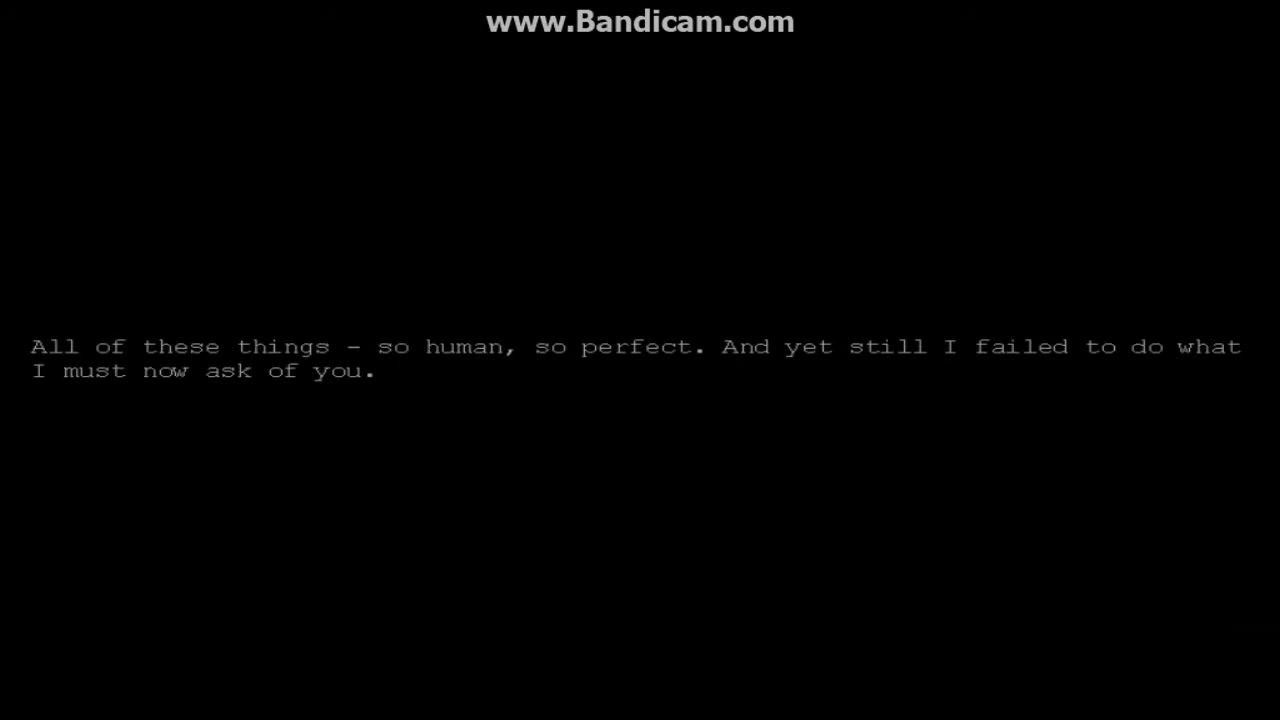 www.Bandicam.com
All of these things - so human, so perfect. And yet still I failed to do what
I must now ask of you.